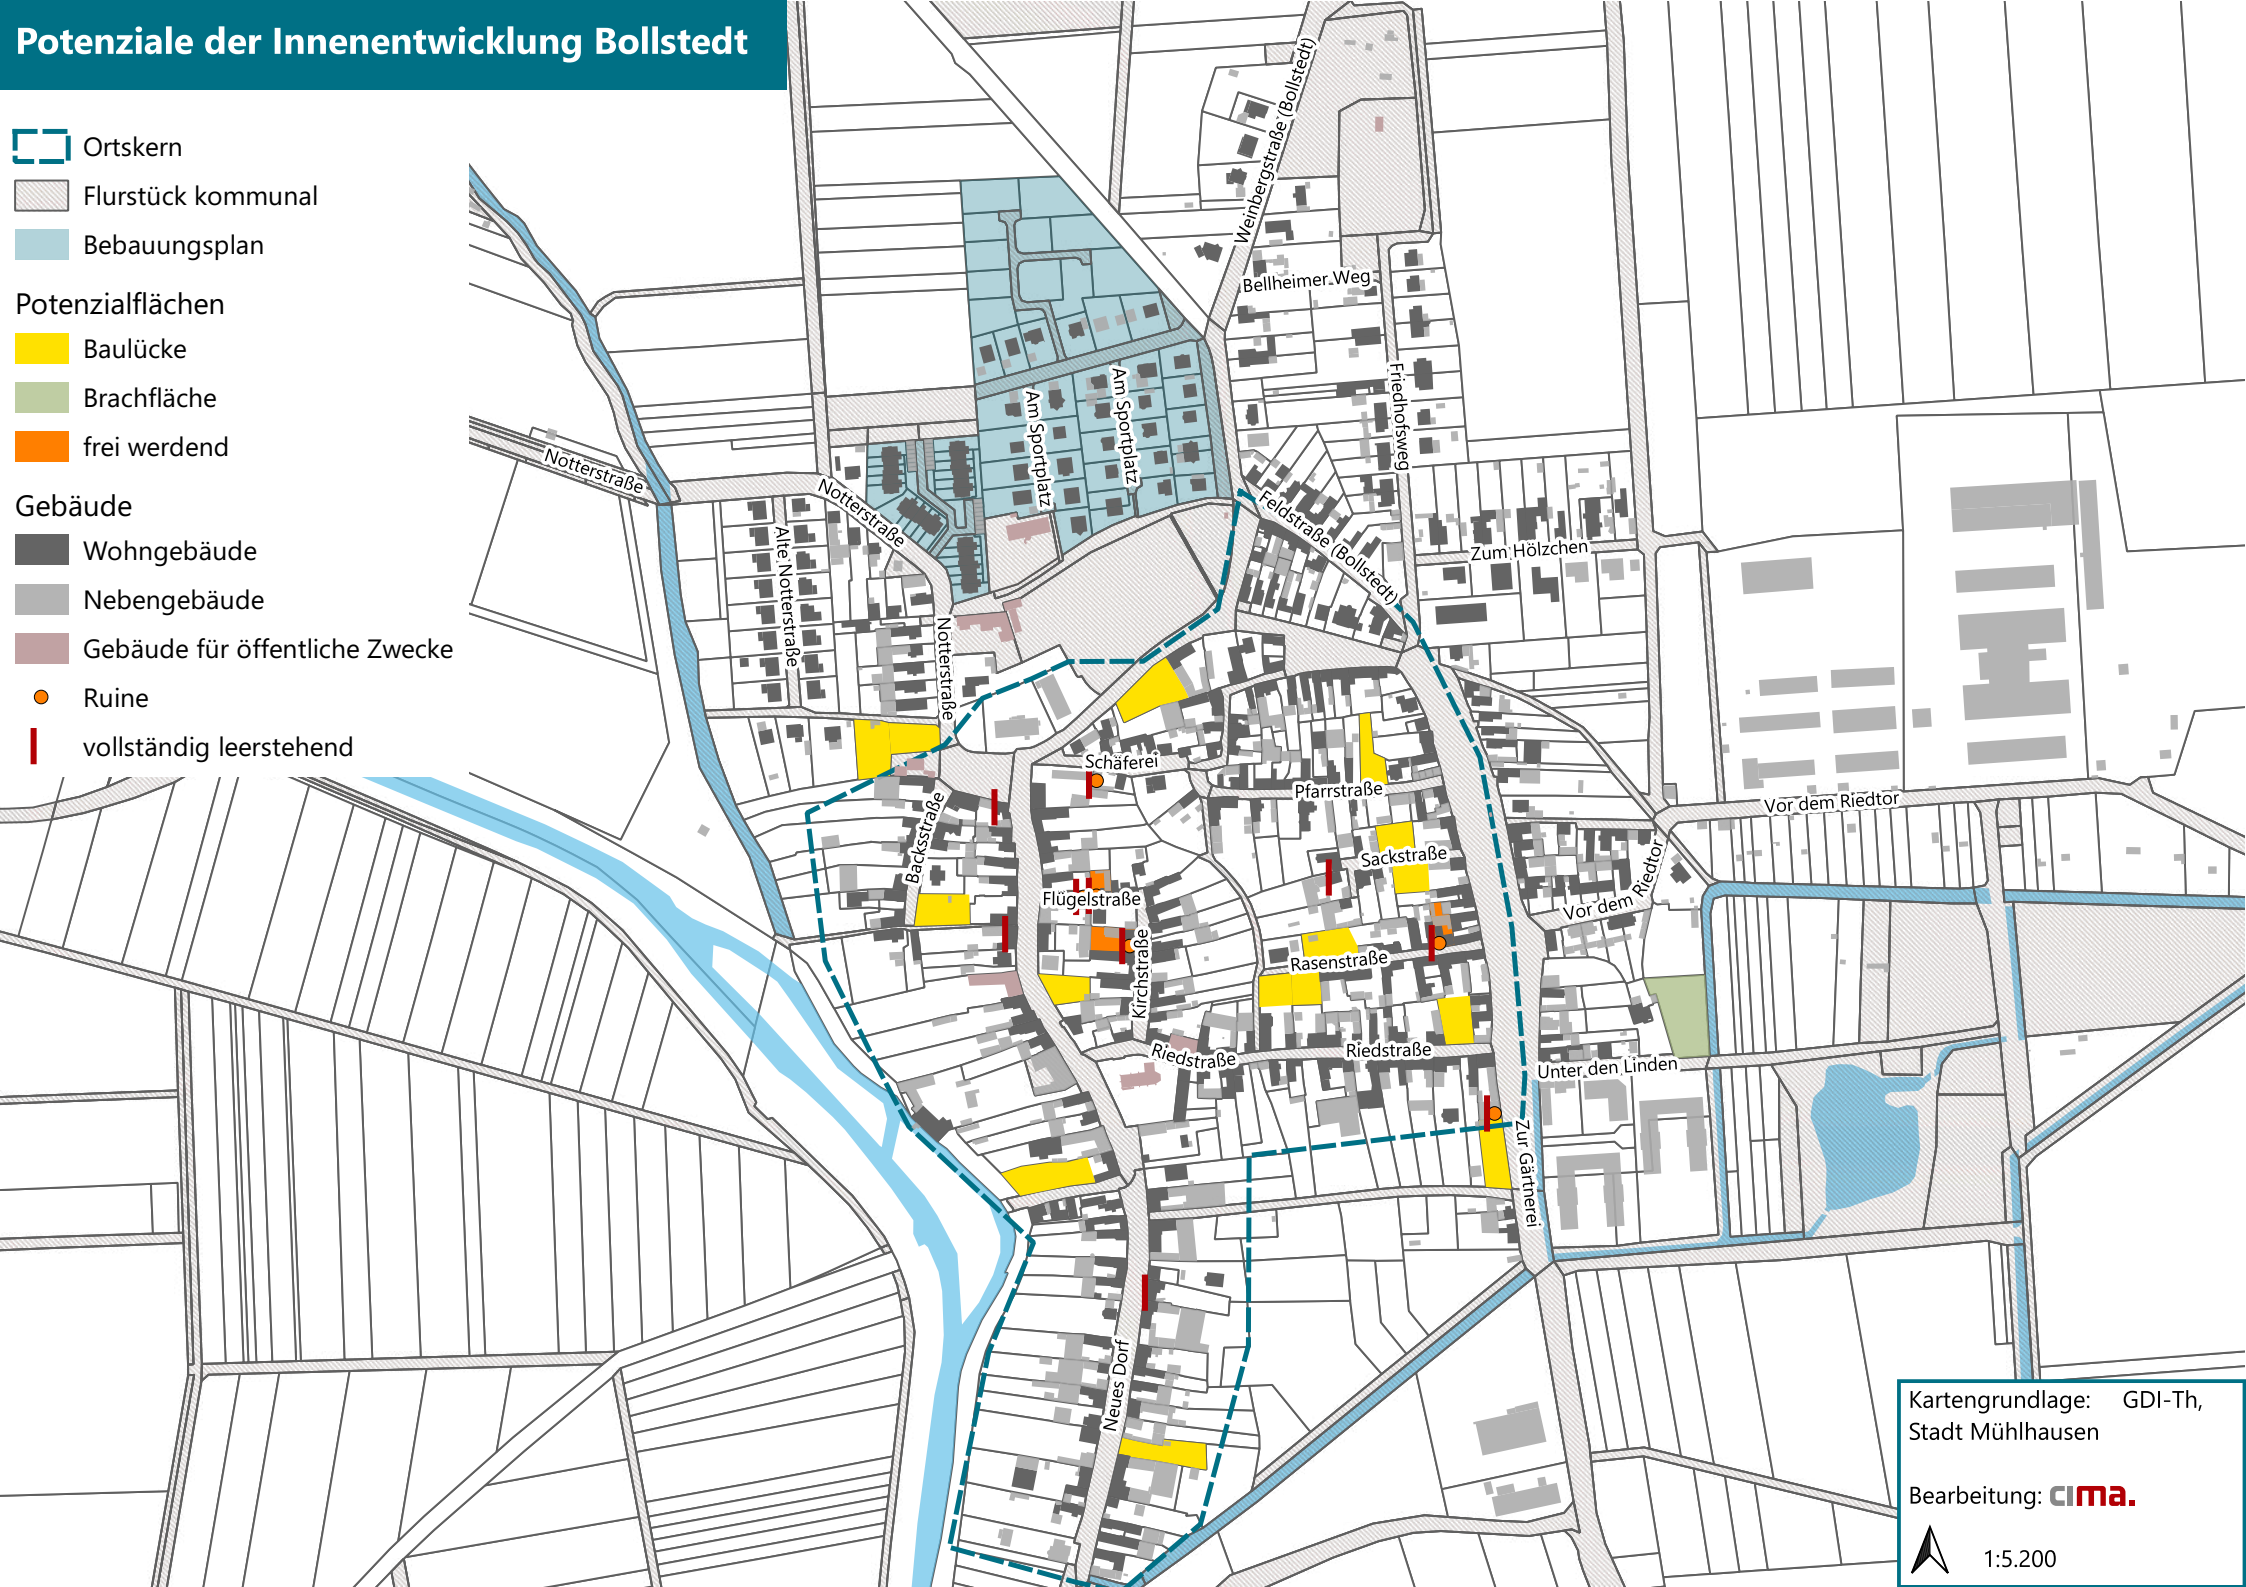 Potenziale der Innenentwicklung Bollstedt
Ortskern
Flurstück kommunal
Bebauungsplan
Potenzialflächen
Baulücke
Brachfläche
frei werdend
Gebäude
Wohngebäude
Nebengebäude
Gebäude für öffentliche Zwecke
Ruine
vollständig leerstehend
Weinbergstraße (Bollstedt)
Bellheimer Weg
Friedhofsweg
Am Sportplatz
Am Sportplatz
Notterstraße
Notterstraße
Alte Notterstraße
Notterstraße
Feldstraße (Bollstedt)
Zum Hölzchen
Schäferei
Pfarrstraße
Vor dem Riedtor
Backsstraße
Sackstraße
Vor dem Riedtor
Flügelstraße
Kirchstraße
Rasenstraße
Riedstraße
Riedstraße
Unter den Linden
Zur Gärtnerei
Neues Dorf
Kartengrundlage: GDI-Th,
Stadt Mühlhausen
Bearbeitung: cima.
1:5.200